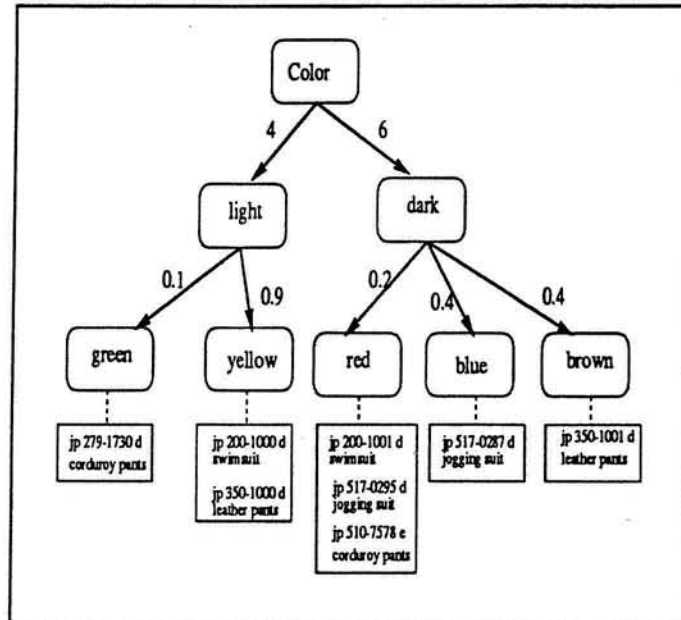 Color
4
6
light
dark
0.1
0.9
0.2
0.4
0.4
green
yellow
red
blue
brown
jp 279-1730 d
corduroy pants
jp 200-1000 d
swimsuit
jp 350-1000 d
leather pants
jp 200-1001 d
swimsuit
jp 517-0295 d
jogging suit
jp 510-7578 e
corduroy pants
jp 517-0287 d
jogging suit
jp 350-1001 d
leather pants